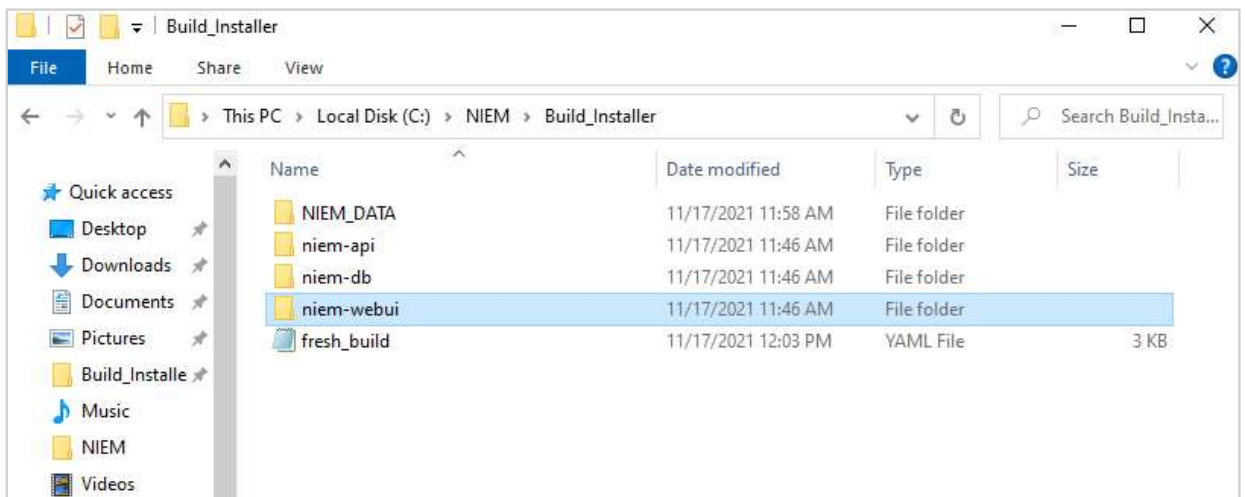 Build_Installer
File Home Share View
This PC > Local Disk (C:) > NIEM > Build_Installer Search Build_Insta...
Name Date modified Type Size
Quick access
Desktop
Downloads
Documents
Pictures
Build_Installe
Music
NIEM
Videos
NIEM_DATA 11/17/2021 11:58 AM File folder
niem-api 11/17/2021 11:46 AM File folder
niem-db 11/17/2021 11:46 AM File folder
niem-webui 11/17/2021 11:46 AM File folder
fresh_build 11/17/2021 12:03 PM YAML File 3 KB